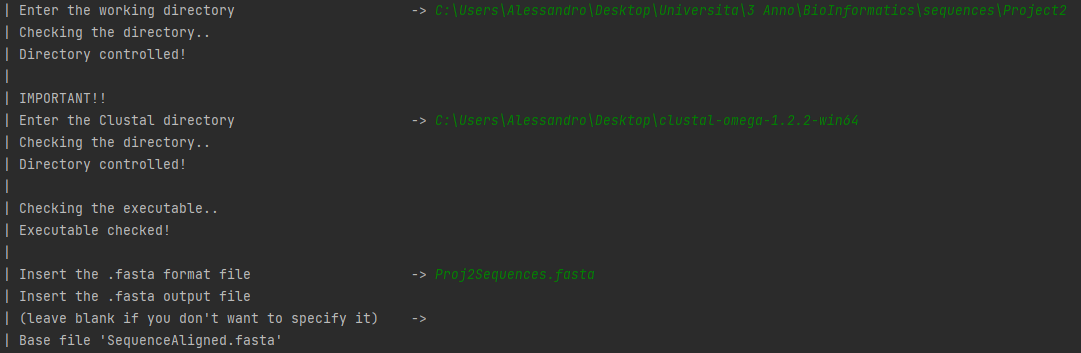 | Enter the working directory -> C:\Users\Alessandro\Desktop\Universita\3 Anno\BioInformatics\sequences\Project2
| Checking the directory..
| Directory controlled!
|
| IMPORTANT!!
| Enter the Clustal directory -> C:\Users\Alessandro\Desktop\clustal-omega-1.2.2-win64
| Checking the directory..
| Directory controlled!
|
| Checking the executable..
| Executable checked!
|
| Insert the .fasta format file -> Proj2Sequences.fasta
| Insert the .fasta output file
| (leave blank if you don't want to specify it) ->
| Base file 'SequenceAligned.fasta'